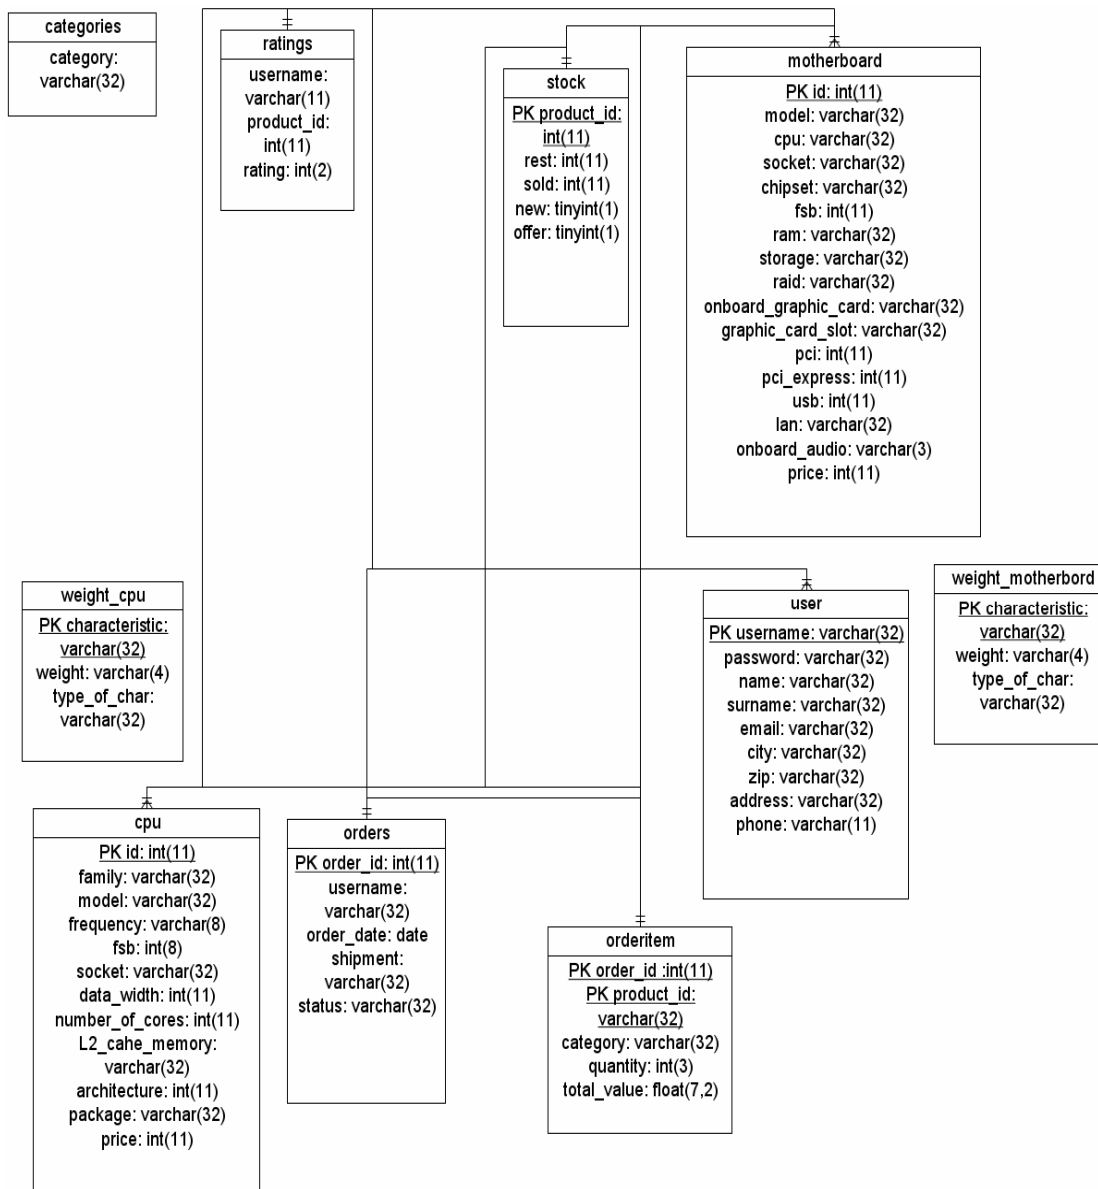 categories
category:
varchar(32)
ratings
username:
varchar(11)
product_id:
int(11)
rating: int(2)
stock
PK product_id:
int(11)
rest: int(11)
sold: int(11)
new: tinyint(1)
offer: tinyint(1)
motherboard
PK id: int(11)
model: varchar(32)
cpu: varchar(32)
socket: varchar(32)
chipset: varchar(32)
fsb: int(11)
ram: varchar(32)
storage: varchar(32)
raid: varchar(32)
onboard_graphic_card: varchar(32)
graphic_card_slot: varchar(32)
pci: int(11)
pci_express: int(11)
usb: int(11)
lan: varchar(32)
onboard_audio: varchar(3)
price: int(11)
weight_cpu
PK characteristic:
varchar(32)
weight: varchar(4)
type_of_char:
varchar(32)
user
PK username: varchar(32)
password: varchar(32)
name: varchar(32)
surname: varchar(32)
email: varchar(32)
city: varchar(32)
zip: varchar(32)
address: varchar(32)
phone: varchar(11)
weight_motherbord
PK characteristic:
varchar(32)
weight: varchar(4)
type_of_char:
varchar(32)
cpu
PK id: int(11)
family: varchar(32)
model: varchar(32)
frequency: varchar(8)
fsb: int(8)
socket: varchar(32)
data_width: int(11)
number_of_cores: int(11)
L2_cahe_memory:
varchar(32)
architecture: int(11)
package: varchar(32)
price: int(11)
orders
PK order_id: int(11)
username:
varchar(32)
order_date: date
shipment:
varchar(32)
status: varchar(32)
orderitem
PK order_id :int(11)
PK product_id:
varchar(32)
category: varchar(32)
quantity: int(3)
total_value: float(7,2)